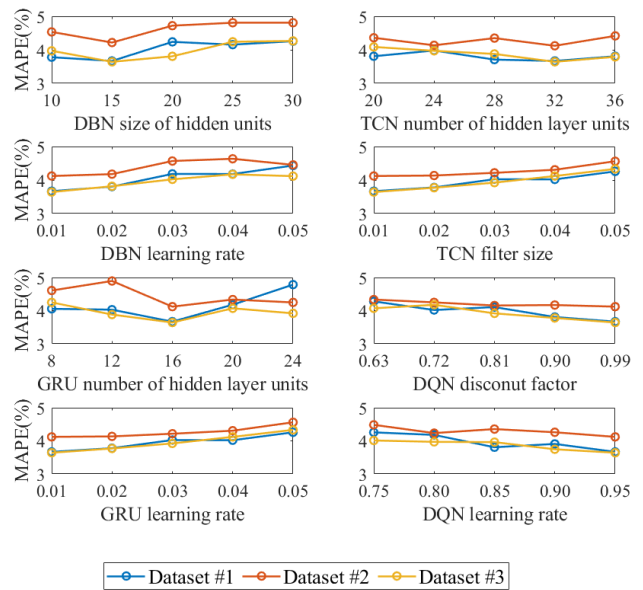 MAPE(%)
5
4
3
10 15 20 25 30
DBN size of hidden units
5
4
3
20 24 28 32 36
TCN number of hidden layer units
MAPE(%)
5
4
3
0.01 0.02 0.03 0.04 0.05
DBN learning rate
5
4
3
0.01 0.02 0.03 0.04 0.05
TCN filter size
MAPE(%)
5
4
3
8 12 16 20 24
GRU number of hidden layer units
5
4
3
0.63 0.72 0.81 0.90 0.99
DQN disconut factor
MAPE(%)
5
4
3
0.01 0.02 0.03 0.04 0.05
GRU learning rate
5
4
3
0.75 0.80 0.85 0.90 0.95
DQN learning rate
Dataset #1 Dataset #2 Dataset #3